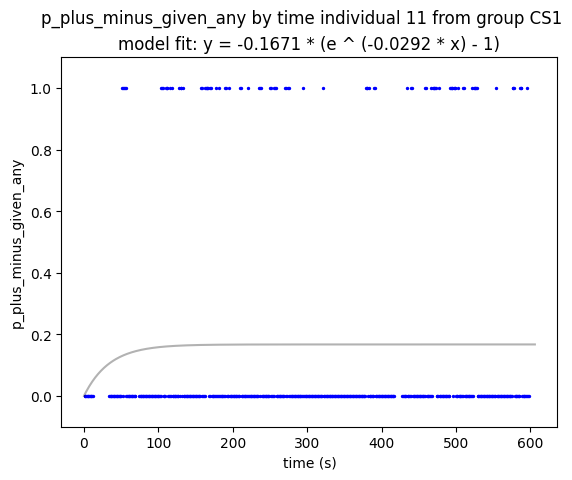 p_plus_minus_given_any by time individual 11 from group CS1
model fit: y = -0.1671 * (e ^ (-0.0292 * x) - 1)
p_plus_minus_given_any
1.0
0.8
0.6
0.4
0.2
0.0
0 100 200 300 400 500 600
time (s)